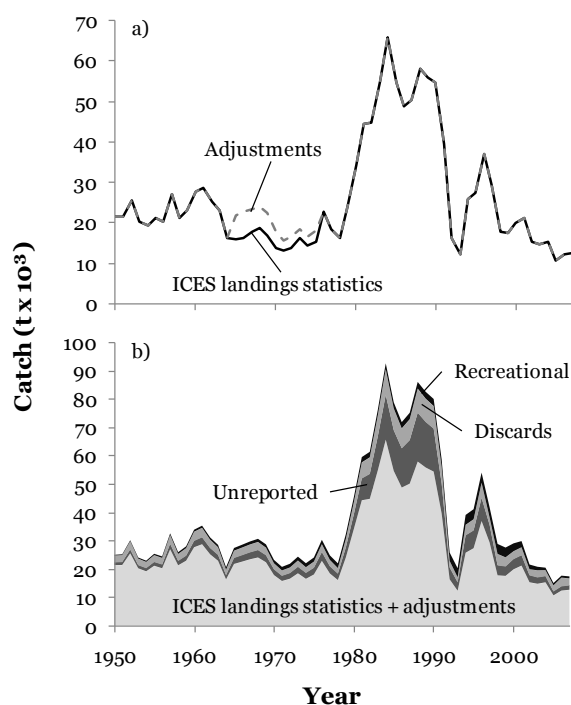 a)
70
60
50
40
30
20
10
0
Adjustments
ICES landings statistics
Catch (t x 10³)
b)
100
90
80
70
60
50
40
30
20
10
0
Recreational
Discards
Unreported
ICES landings statistics + adjustments
1950 1960 1970 1980 1990 2000
Year